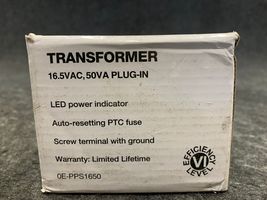 TRANSFORMER
16.5VAC, 50VA PLUG-IN
LED power indicator
Auto-resetting PTC fuse
Screw terminal with ground
Warranty: Limited Lifetime
0E-PPS1650
EFFICIENCY
VI
LEVEL